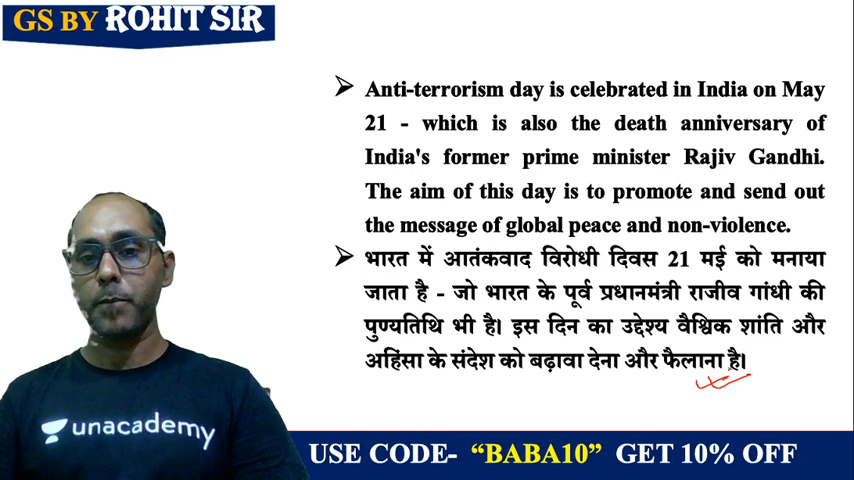 GS BY ROHIT SIR
➤ Anti-terrorism day is celebrated in India on May
21 - which is also the death anniversary of
India's former prime minister Rajiv Gandhi.
The aim of this day is to promote and send out
the message of global peace and non-violence.
➤ भारत में आतंकवाद विरोधी दिवस 21 मई को मनाया
जाता है - जो भारत के पूर्व प्रधानमंत्री राजीव गांधी की
पुण्यतिथि भी है। इस दिन का उद्देश्य वैश्विक शांति और
अहिंसा के संदेश को बढ़ावा देना और फैलाना है।
unacademy
USE CODE- “BABA10” GET 10% OFF